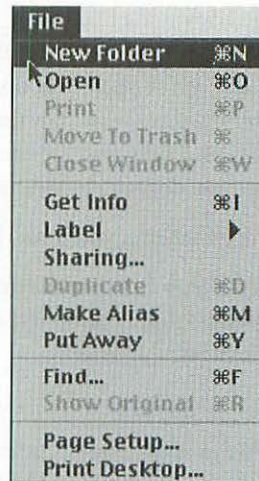 File
New Folder ⌘N
Open ⌘O
Print ⌘P
Move To Trash ⌘
Close Window ⌘W
Get Info ⌘I
Label ▶
Sharing...
Duplicate ⌘D
Make Alias ⌘M
Put Away ⌘Y
Find... ⌘F
Show Original ⌘R
Page Setup...
Print Desktop...